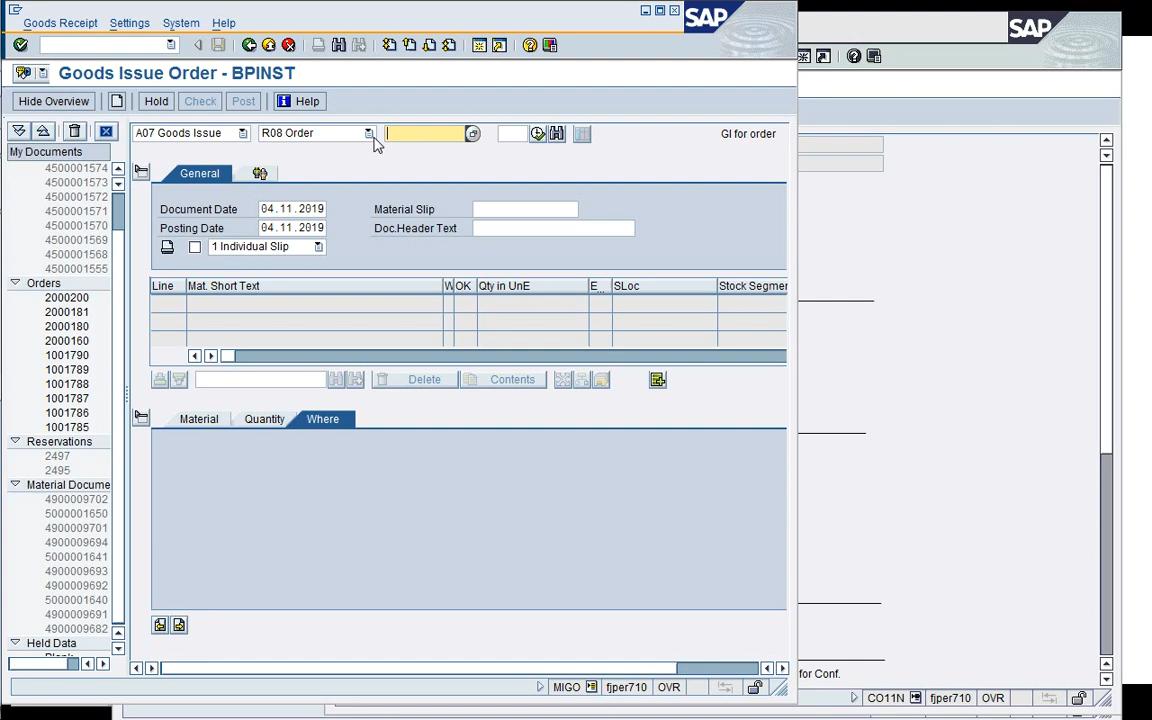 Goods Receipt Settings System Help
SAP
SAP
Goods Issue Order - BPINST
Hide Overview Hold Check Post Help
A07 Goods Issue R08 Order GI for order
My Documents
4500001574
4500001573
4500001572
4500001571
4500001570
4500001569
4500001568
4500001555
Orders
2000200
2000181
2000180
2000160
1001790
1001789
1001788
1001787
1001786
1001785
Reservations
2497
2495
Material Docume
4900009702
5000001650
4900009701
4900009694
5000001641
4900009693
4900009692
5000001640
4900009691
4900009682
Held Data
General
Document Date 04.11.2019 Material Slip
Posting Date 04.11.2019 Doc.Header Text
1 Individual Slip
Line Mat. Short Text W OK Qty in UnE E... SLoc Stock Segmen
Delete Contents
Material Quantity Where
for Conf.
MIGO fjper710 OVR
CO11N fjper710 OVR